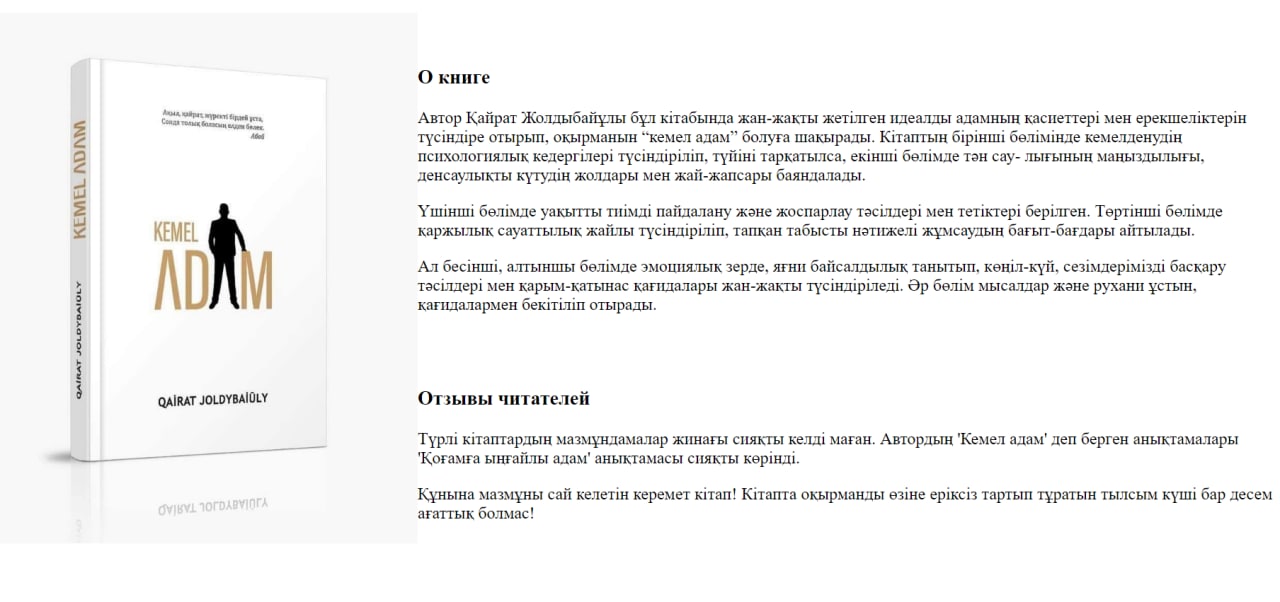 KEMEL ADAM
QAIRAT JOLDYBAIŪLY
Ақыл, қайрат, жүректі бірдей ұста,
Сонда толық боласың елден бөлек.
Абай
KEMEL
ADAM
QAİRAT JOLDYBAİŪLY
О книге
Автор Қайрат Жолдыбайұлы бұл кітабында жан-жақты жетілген идеалды адамның қасиеттері мен ерекшеліктерін
түсіндіре отырып, оқырманын “кемел адам” болуға шақырады. Кітаптың бірінші бөлімінде кемелденудің
психологиялық кедергілері түсіндіріліп, түйіні тарқатылса, екінші бөлімде тән сау- лығының маңыздылығы,
денсаулықты күтудің жолдары мен жай-жапсары баяндалады.
Үшінші бөлімде уақытты тиімді пайдалану және жоспарлау тәсілдері мен тетіктері берілген. Төртінші бөлімде
қаржылық сауаттылық жайлы түсіндіріліп, тапқан табысты нәтижелі жұмсаудың бағыт-бағдары айтылады.
Ал бесінші, алтыншы бөлімде эмоциялық зерде, яғни байсалдылық танытып, көңіл-күй, сезімдерімізді басқару
тәсілдері мен қарым-қатынас қағидалары жан-жақты түсіндіріледі. Әр бөлім мысалдар және рухани ұстын,
қағидалармен бекітіліп отырады.
Отзывы читателей
Түрлі кітаптардың мазмұндамалар жинағы сияқты келді маған. Автордың 'Кемел адам' деп берген анықтамалары
'Қоғамға ыңғайлы адам' анықтамасы сияқты көрінді.
Құнына мазмұны сай келетін керемет кітап! Кітапта оқырманды өзіне еріксіз тартып тұратын тылсым күші бар десем
ағаттық болмас!